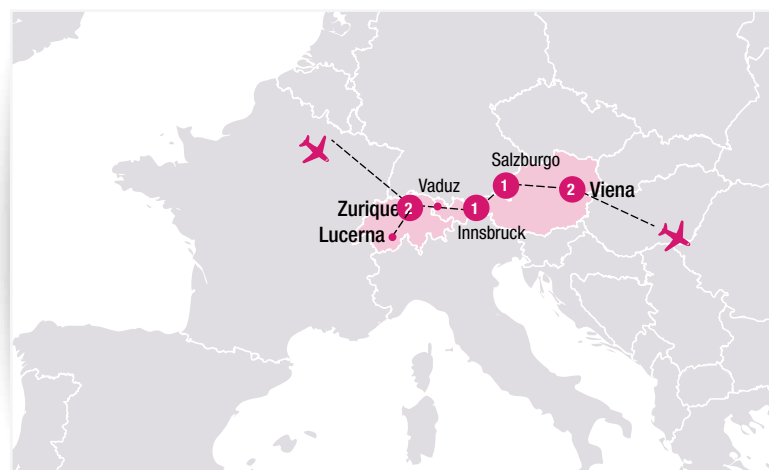 Salzburgo
1
2 Viena
Vaduz
Zurique 2
1
Lucerna
Innsbruck